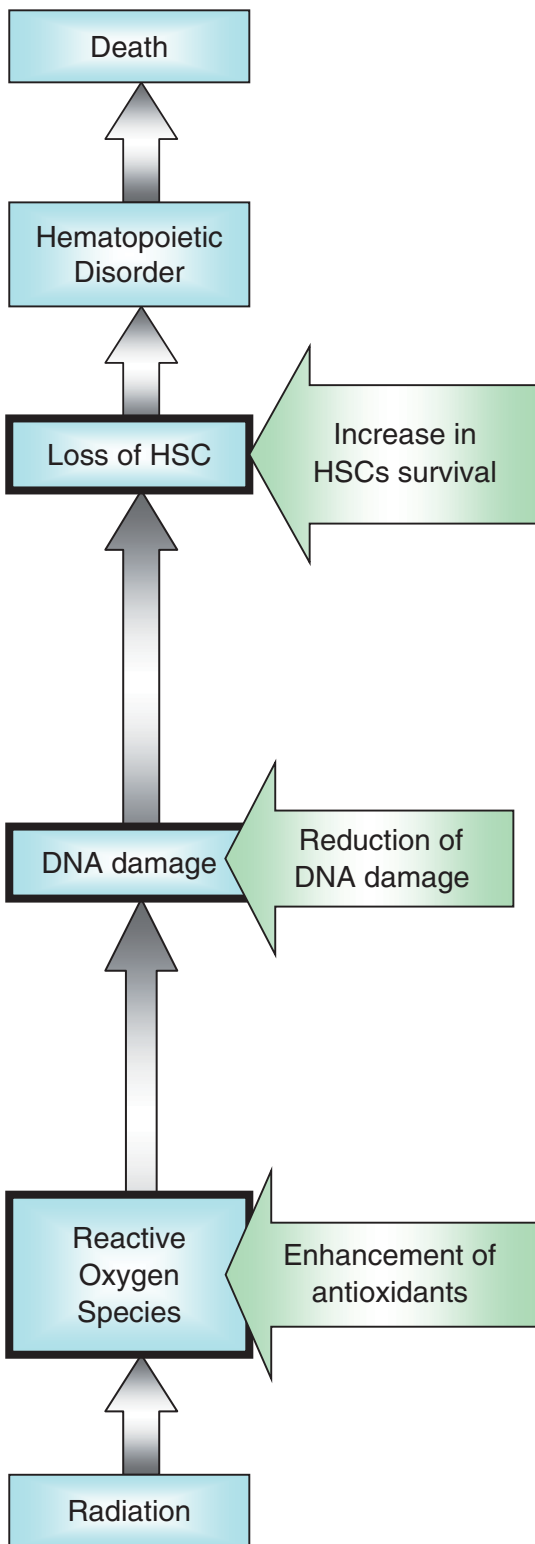 Death
Hematopoietic
Disorder
Loss of HSC
Increase in
HSCs survival
DNA damage
Reduction of
DNA damage
Reactive
Oxygen
Species
Enhancement of
antioxidants
Radiation